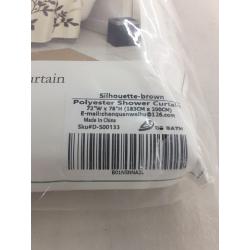 urtain
Silhouette-brown
Polyester Shower Curtain
72"W x 78"H (183CM x 200CM)
E-mail:chenquanwaihu@126.com
Made In China
Sku#D-S00133
BATH